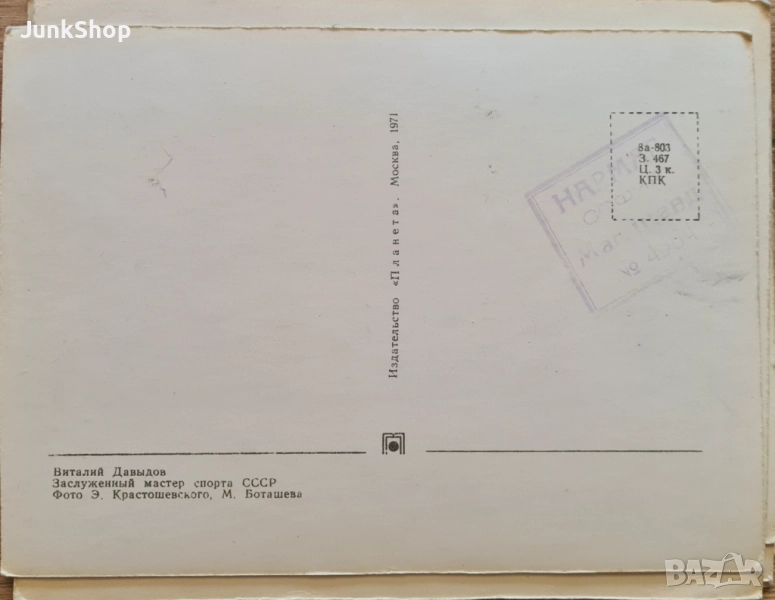 JunkShop
Издательство «Планета». Москва, 1971
8а-803
З. 467
Ц. 3 к.
КПК
Виталий Давыдов
Заслуженный мастер спорта СССР
Фото Э. Крастошевского, М. Боташева
BAZAR